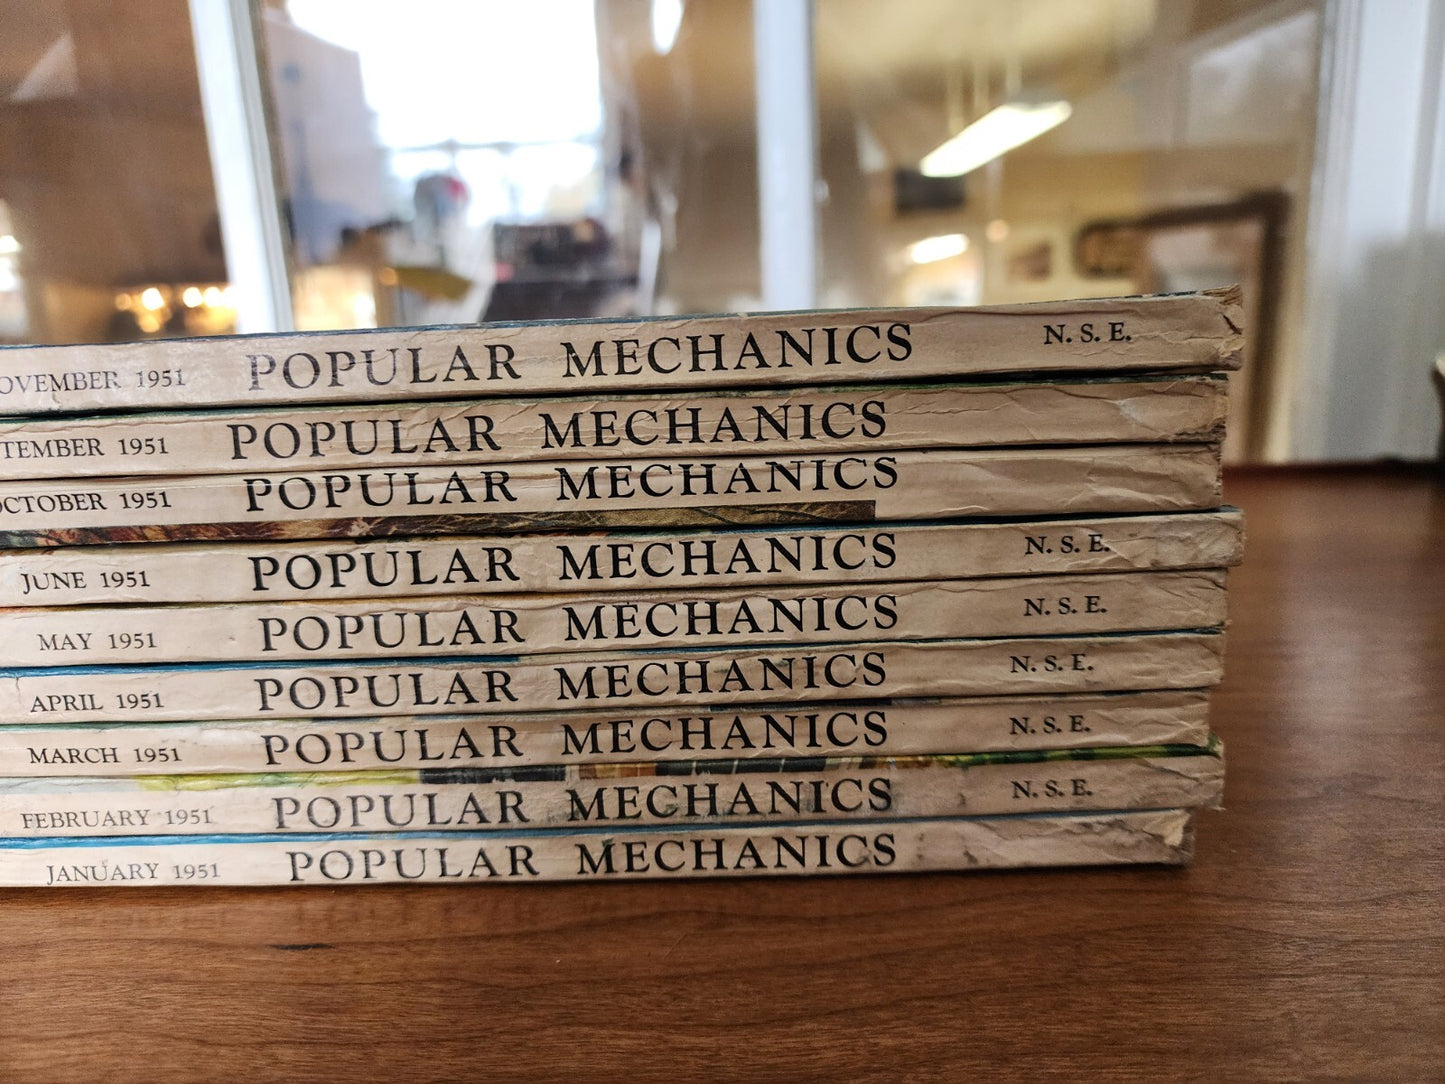 OVEMBER 1951 POPULAR MECHANICS N. S. E.
TEMBER 1951 POPULAR MECHANICS
OCTOBER 1951 POPULAR MECHANICS
JUNE 1951 POPULAR MECHANICS N. S. E.
MAY 1951 POPULAR MECHANICS N. S. E.
APRIL 1951 POPULAR MECHANICS N. S. E.
MARCH 1951 POPULAR MECHANICS N. S. E.
FEBRUARY 1951 POPULAR MECHANICS N. S. E.
JANUARY 1951 POPULAR MECHANICS